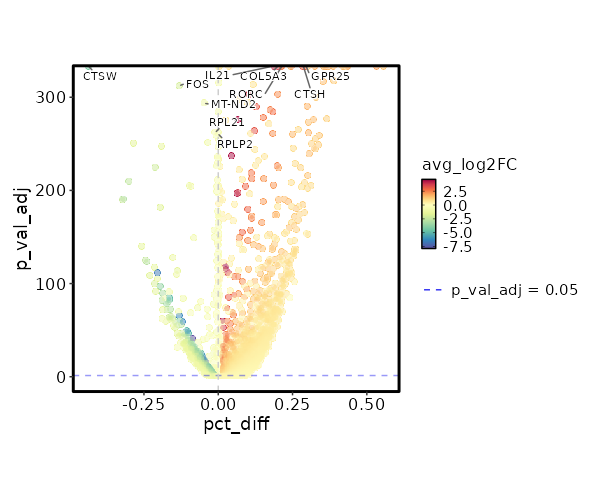 CTSW
IL21
COL5A3
GPR25
FOS
RORC
CTSH
MT-ND2
RPL21
RPLP2
300
200
100
0
p_val_adj
-0.25
0.00
0.25
0.50
pct_diff
avg_log2FC
2.5
0.0
-2.5
-5.0
-7.5
p_val_adj = 0.05